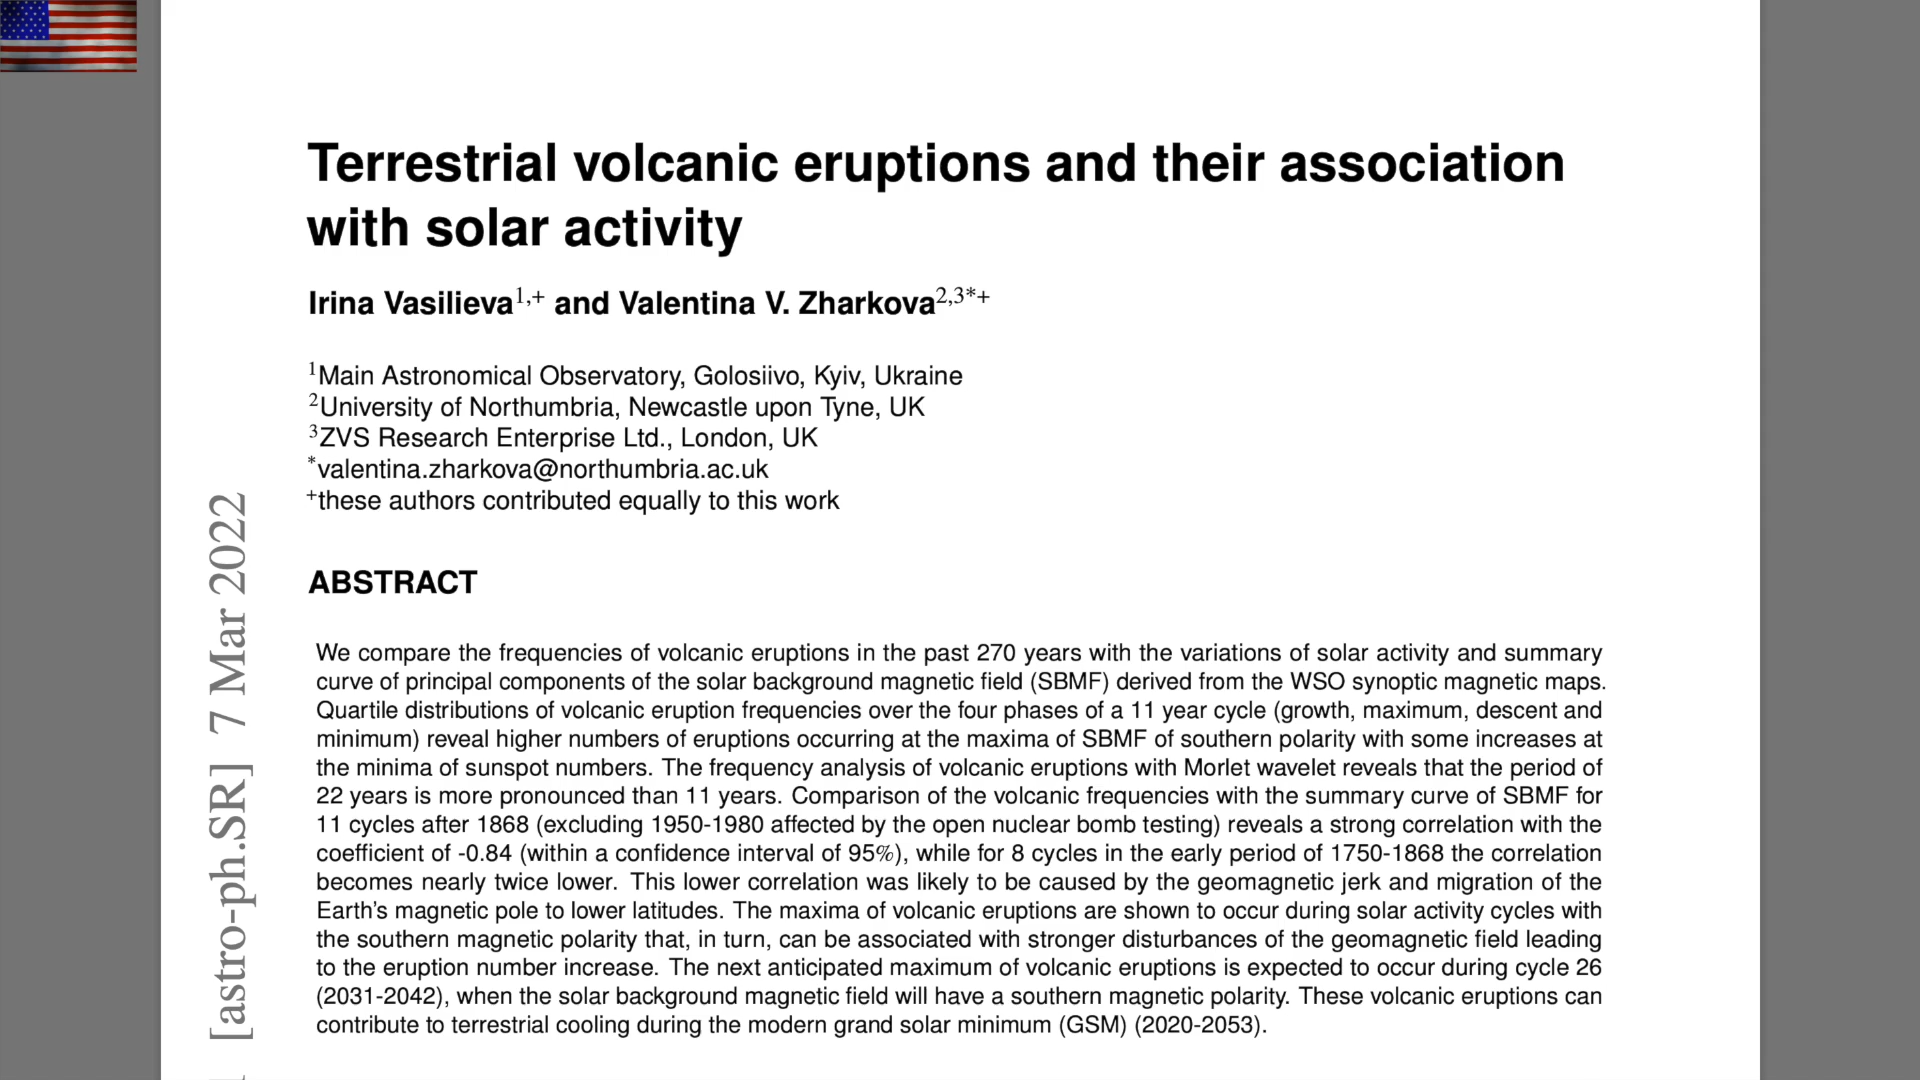 Terrestrial volcanic eruptions and their association
with solar activity
Irina Vasilieva1,+ and Valentina V. Zharkova2,3*+
1Main Astronomical Observatory, Golosiivo, Kyiv, Ukraine
2University of Northumbria, Newcastle upon Tyne, UK
3ZVS Research Enterprise Ltd., London, UK
*valentina.zharkova@northumbria.ac.uk
+these authors contributed equally to this work
ABSTRACT
We compare the frequencies of volcanic eruptions in the past 270 years with the variations of solar activity and summary
curve of principal components of the solar background magnetic field (SBMF) derived from the WSO synoptic magnetic maps.
Quartile distributions of volcanic eruption frequencies over the four phases of a 11 year cycle (growth, maximum, descent and
minimum) reveal higher numbers of eruptions occurring at the maxima of SBMF of southern polarity with some increases at
the minima of sunspot numbers. The frequency analysis of volcanic eruptions with Morlet wavelet reveals that the period of
22 years is more pronounced than 11 years. Comparison of the volcanic frequencies with the summary curve of SBMF for
11 cycles after 1868 (excluding 1950-1980 affected by the open nuclear bomb testing) reveals a strong correlation with the
coefficient of -0.84 (within a confidence interval of 95%), while for 8 cycles in the early period of 1750-1868 the correlation
becomes nearly twice lower. This lower correlation was likely to be caused by the geomagnetic jerk and migration of the
Earth's magnetic pole to lower latitudes. The maxima of volcanic eruptions are shown to occur during solar activity cycles with
the southern magnetic polarity that, in turn, can be associated with stronger disturbances of the geomagnetic field leading
to the eruption number increase. The next anticipated maximum of volcanic eruptions is expected to occur during cycle 26
(2031-2042), when the solar background magnetic field will have a southern magnetic polarity. These volcanic eruptions can
contribute to terrestrial cooling during the modern grand solar minimum (GSM) (2020-2053).
[astro-ph.SR] 7 Mar 2022